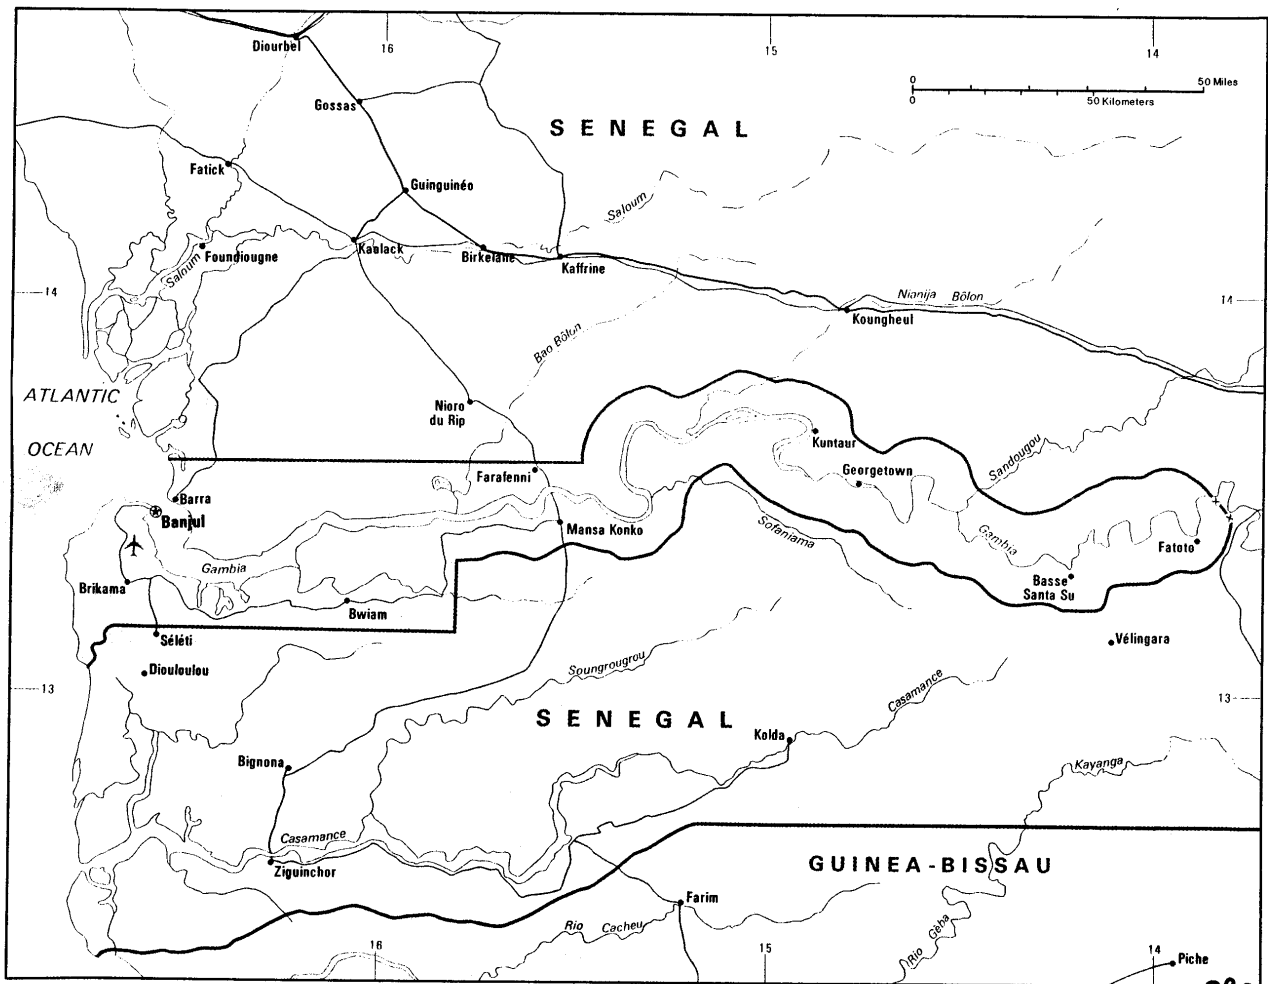 16
15
14
Diourbel
0
50 Miles
0
50 Kilometers
Gossas
SENEGAL
Fatick
Guinguinéo
Saloum
Kaolack
Foundiougne
Birkelane
Saloum
Kaffrine
14
14
Nianija Bôlon
Koungheul
Bao Bôlon
ATLANTIC
OCEAN
Nioro
du Rip
Kuntaur
Sandougou
Farafenni
Georgetown
Barra
Banjul
Mansa Konko
Sofaniama
Gambia
Fatoto
Gambia
Brikama
Basse
Santa Su
Bwiam
Séléti
Vélingara
Diouloulou
Soungrougrou
13
13
Casamance
SENEGAL
Kolda
Bignona
Kayanga
Casamance
Ziguinchor
GUINEA-BISSAU
Farim
Rio Cacheu
Rio Gêba
16
15
14
Piche